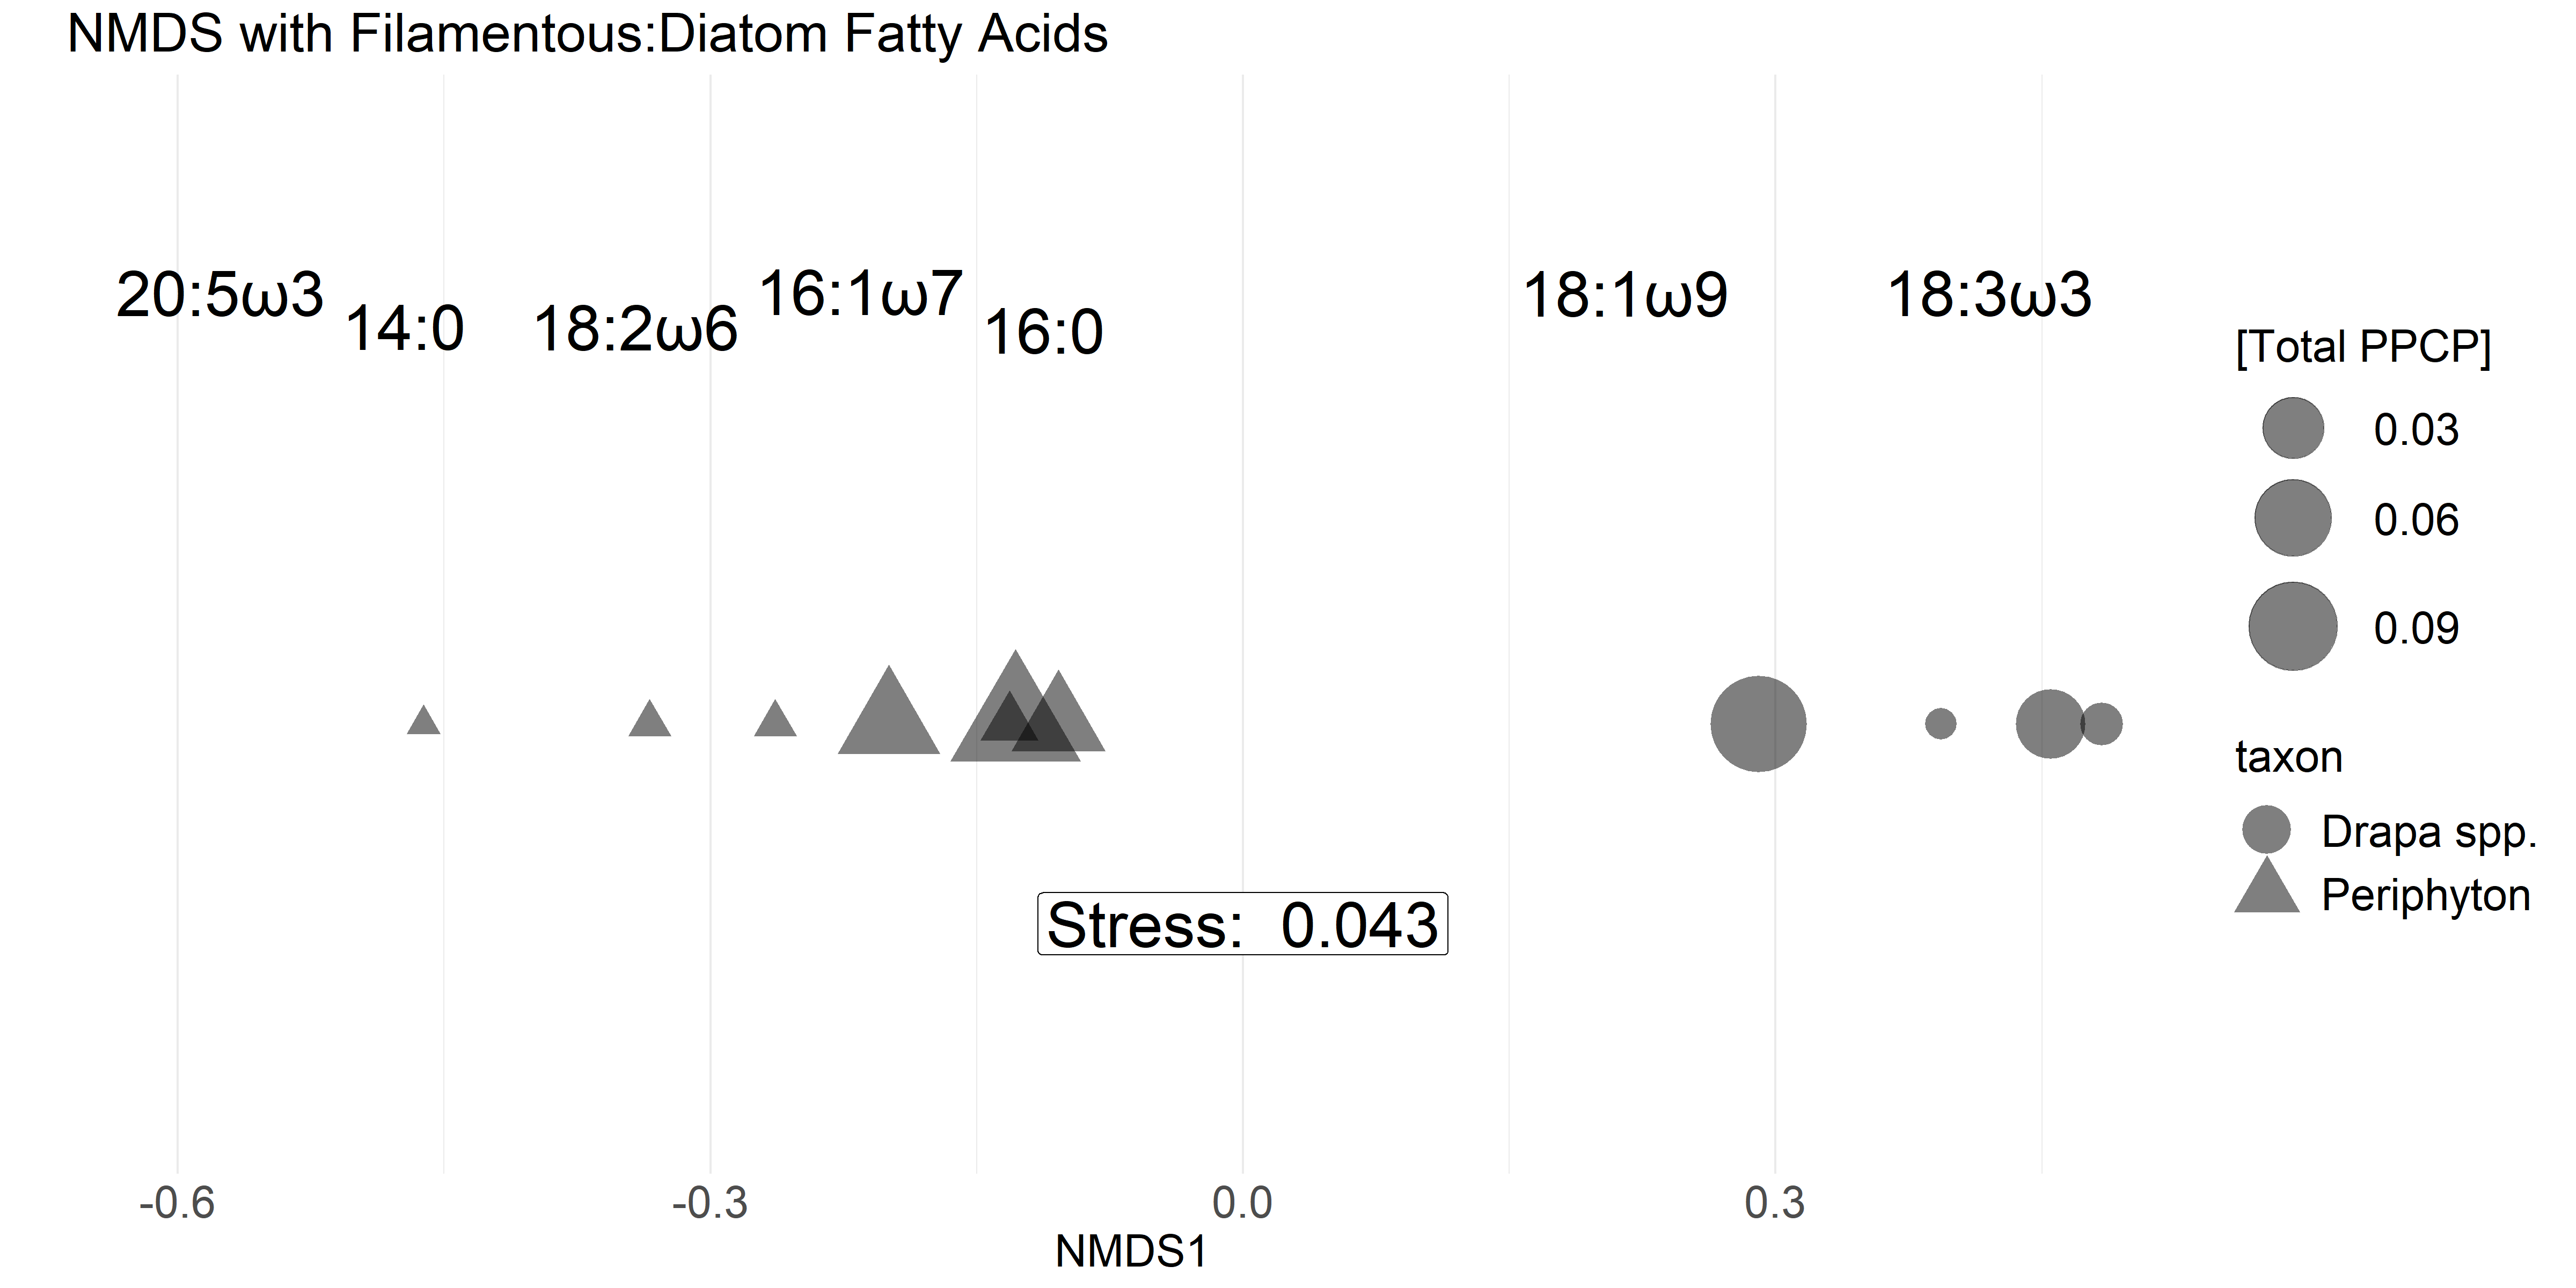 NMDS with Filamentous:Diatom Fatty Acids
20:5ω3
14:0
18:2ω6
16:1ω7
16:0
18:1ω9
18:3ω3
[Total PPCP]
0.03
0.06
0.09
taxon
Drapa spp.
Periphyton
Stress:  0.043
-0.6
-0.3
0.0
0.3
NMDS1